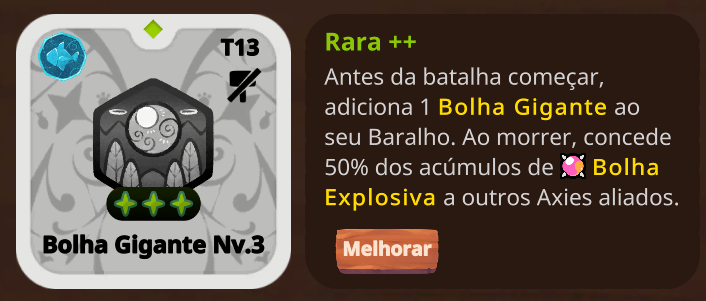 T13
Bolha Gigante Nv.3
Rara ++
Antes da batalha começar,
adiciona 1 Bolha Gigante ao
seu Baralho. Ao morrer, concede
50% dos acúmulos de Bolha
Explosiva a outros Axies aliados.
Melhorar